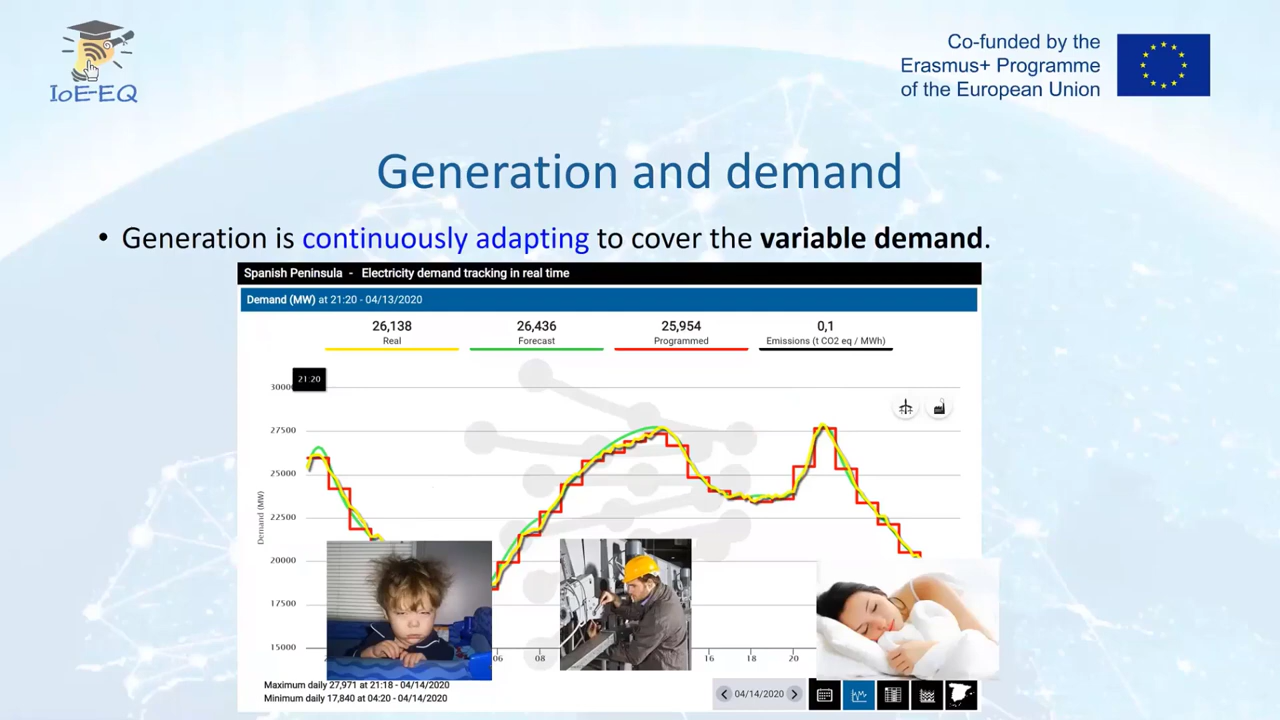 IoE-EQ
Co-funded by the
Erasmus+ Programme
of the European Union
Generation and demand
• Generation is continuously adapting to cover the variable demand.
Spanish Peninsula - Electricity demand tracking in real time
Demand (MW) at 21:20 - 04/13/2020
26,138 26,436 25,954 0,1
Real Forecast Programmed Emissions (t CO2 eq / MWh)
21:20
27500
25000
22500
20000
17500
15000
Demand (MW)
06 08 16 18 20
Maximum daily 27,971 at 21:18 - 04/14/2020
Minimum daily 17,840 at 04:20 - 04/14/2020
04/14/2020